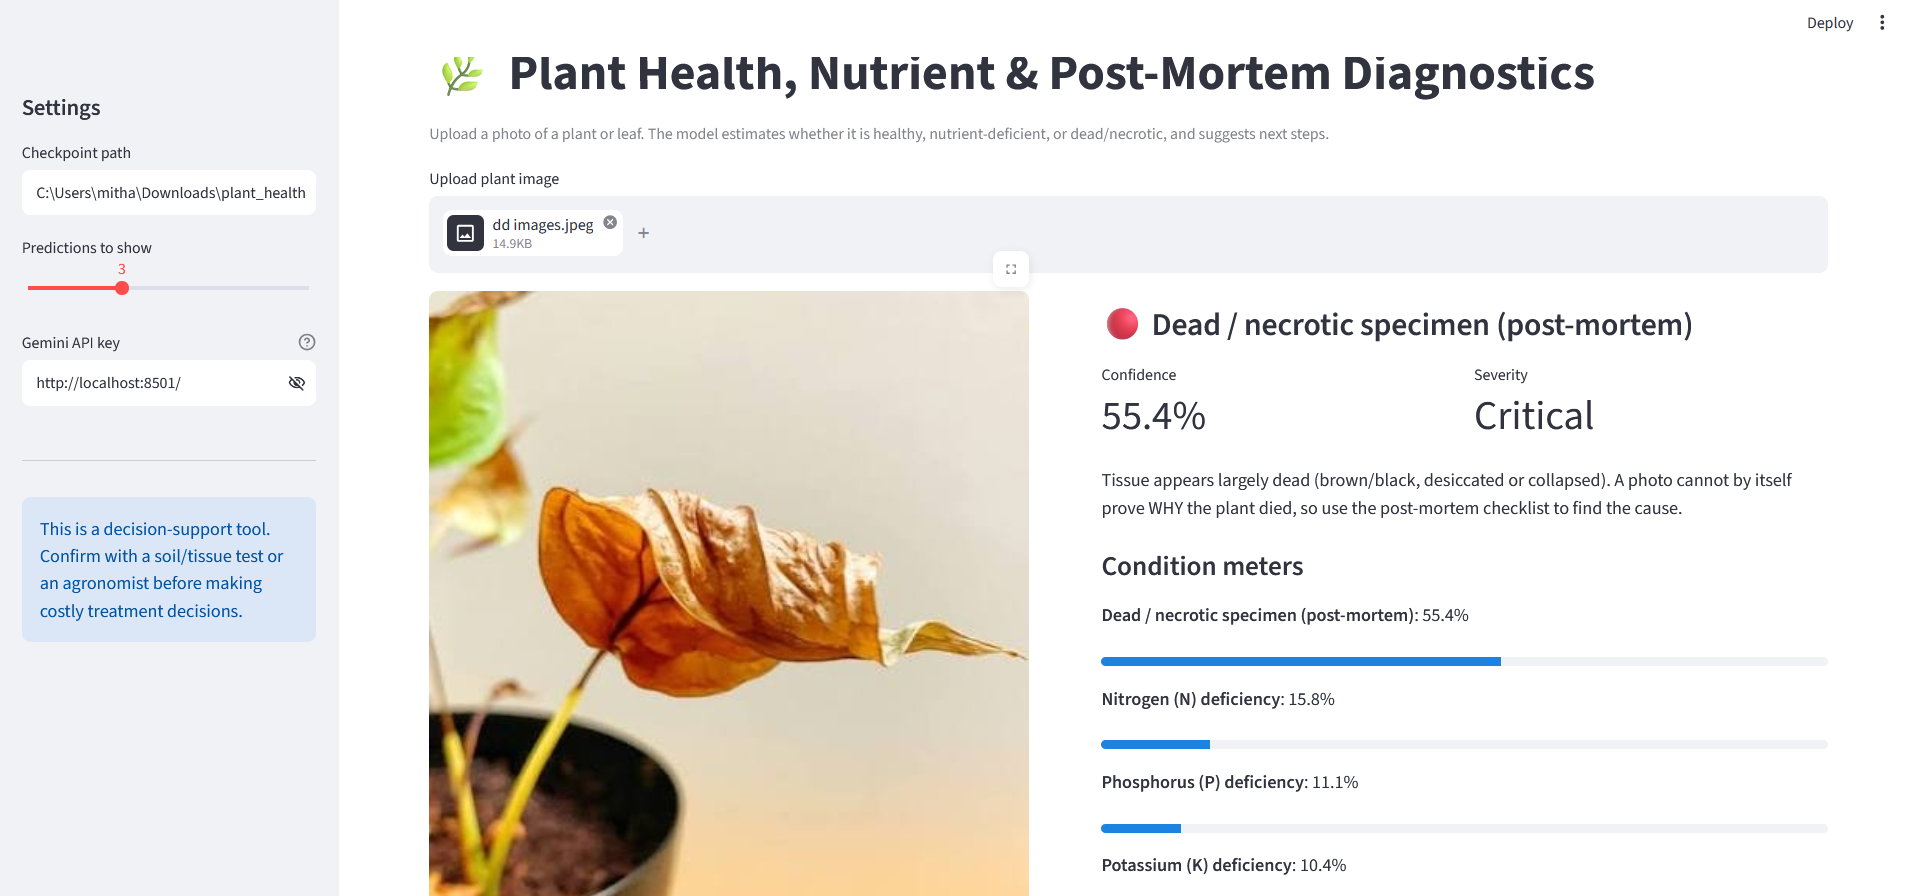 Deploy
Settings
Checkpoint path
C:\Users\mitha\Downloads\plant_health
Predictions to show
3
Gemini API key
http://localhost:8501/
This is a decision-support tool.
Confirm with a soil/tissue test or
an agronomist before making
costly treatment decisions.
Plant Health, Nutrient & Post-Mortem Diagnostics
Upload a photo of a plant or leaf. The model estimates whether it is healthy, nutrient-deficient, or dead/necrotic, and suggests next steps.
Upload plant image
dd images.jpeg
14.9KB
Dead / necrotic specimen (post-mortem)
Confidence
Severity
55.4%
Critical
Tissue appears largely dead (brown/black, desiccated or collapsed). A photo cannot by itself
prove WHY the plant died, so use the post-mortem checklist to find the cause.
Condition meters
Dead / necrotic specimen (post-mortem): 55.4%
Nitrogen (N) deficiency: 15.8%
Phosphorus (P) deficiency: 11.1%
Potassium (K) deficiency: 10.4%